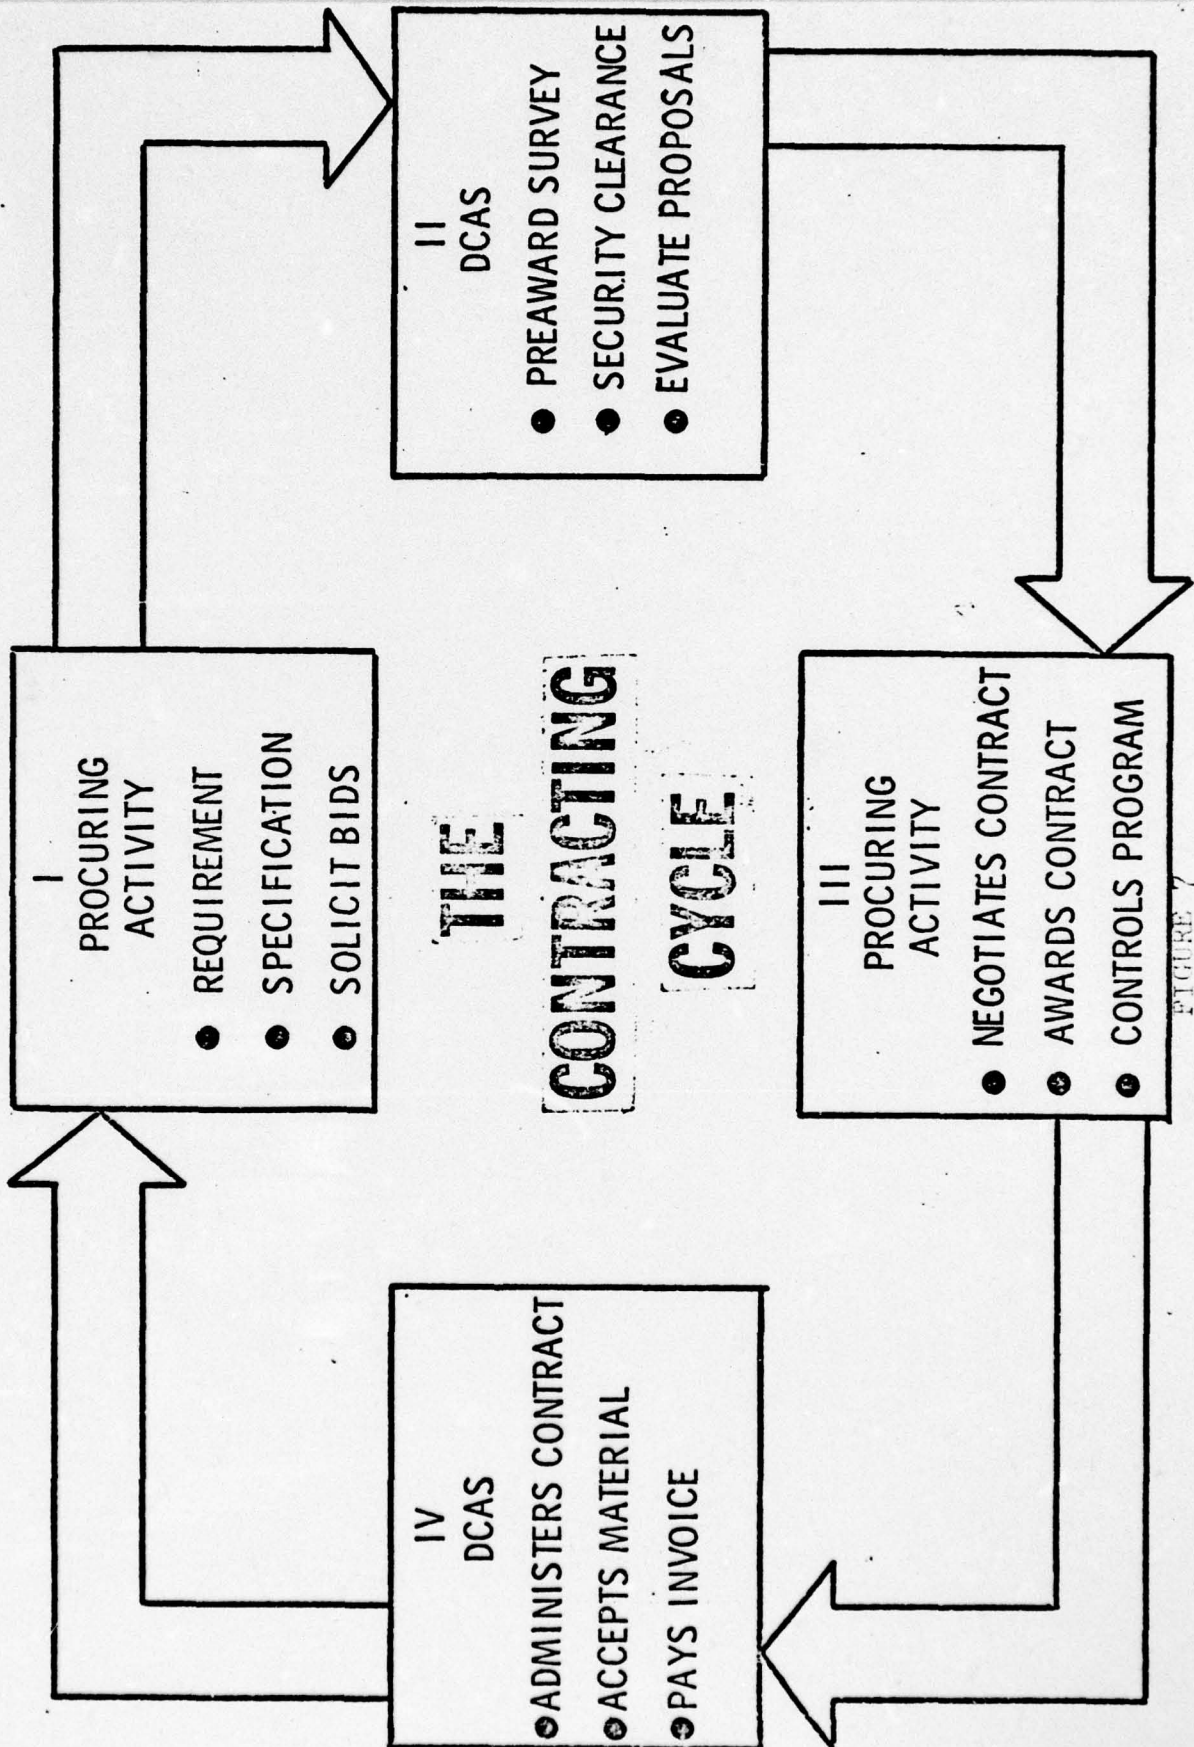 I
PROCURING
ACTIVITY
● REQUIREMENT
● SPECIFICATION
● SOLICIT BIDS
II
DCAS
● PREAWARD SURVEY
● SECURITY CLEARANCE
● EVALUATE PROPOSALS
THE
CONTRACTING
CYCLE
III
PROCURING
ACTIVITY
● NEGOTIATES CONTRACT
● AWARDS CONTRACT
● CONTROLS PROGRAM
IV
DCAS
● ADMINISTERS CONTRACT
● ACCEPTS MATERIAL
● PAYS INVOICE
FIGURE 7